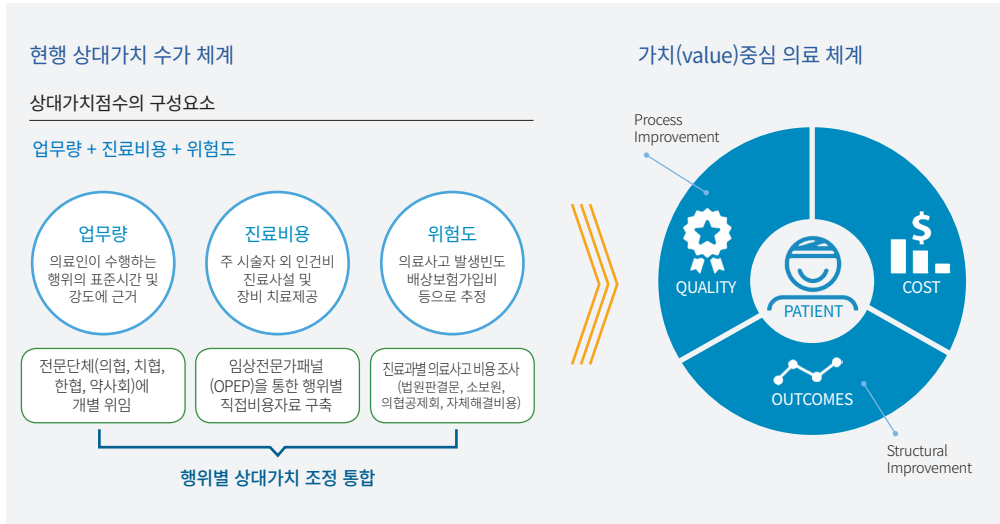 현행 상대가치 수가 체계
상대가치점수의 구성요소
업무량 + 진료비용 + 위험도
업무량
의료인이 수행하는
행위의 표준시간 및
강도에 근거
진료비용
주 시술자 외 인건비
진료사설 및
장비 치료제공
위험도
의료사고 발생빈도
배상보험가입비
등으로 추정
전문단체(의협, 치협,
한협, 약사회)에
개별 위임
임상전문가패널
(OPEP)을 통한 행위별
직접비용자료 구축
진료과별 의료사고 비용 조사
(법원판결문, 소보원,
의협공제회, 자체해결비용)
행위별 상대가치 조정 통합
가치(value)중심 의료 체계
Process
Improvement
QUALITY
$
COST
PATIENT
OUTCOMES
Structural
Improvement